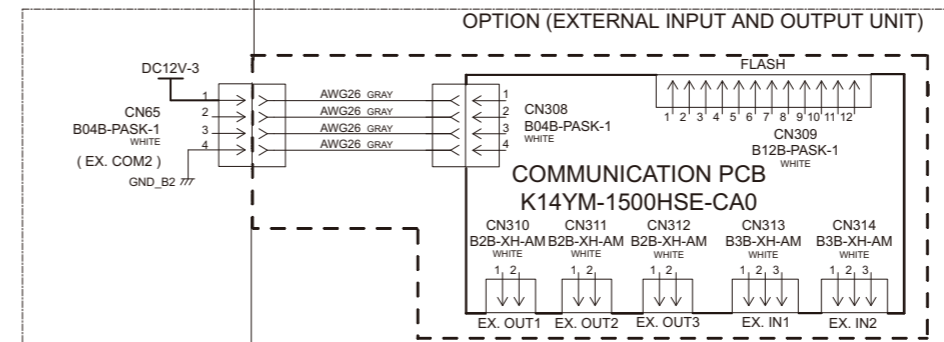 OPTION (EXTERNAL INPUT AND OUTPUT UNIT)
DC12V-3
CN65
B04B-PASK-1
WHITE
( EX. COM2 )
GND_B2
1
2
3
4
AWG26 GRAY
AWG26 GRAY
AWG26 GRAY
AWG26 GRAY
1
2
3
4
CN308
B04B-PASK-1
WHITE
FLASH
1 2 3 4 5 6 7 8 9 10 11 12
CN309
B12B-PASK-1
WHITE
COMMUNICATION PCB
K14YM-1500HSE-CA0
CN310 CN311 CN312 CN313 CN314
B2B-XH-AM B2B-XH-AM B2B-XH-AM B3B-XH-AM B3B-XH-AM
WHITE WHITE WHITE WHITE WHITE
1 2 1 2 1 2 1 2 3 1 2 3
EX. OUT1 EX. OUT2 EX. OUT3 EX. IN1 EX. IN2